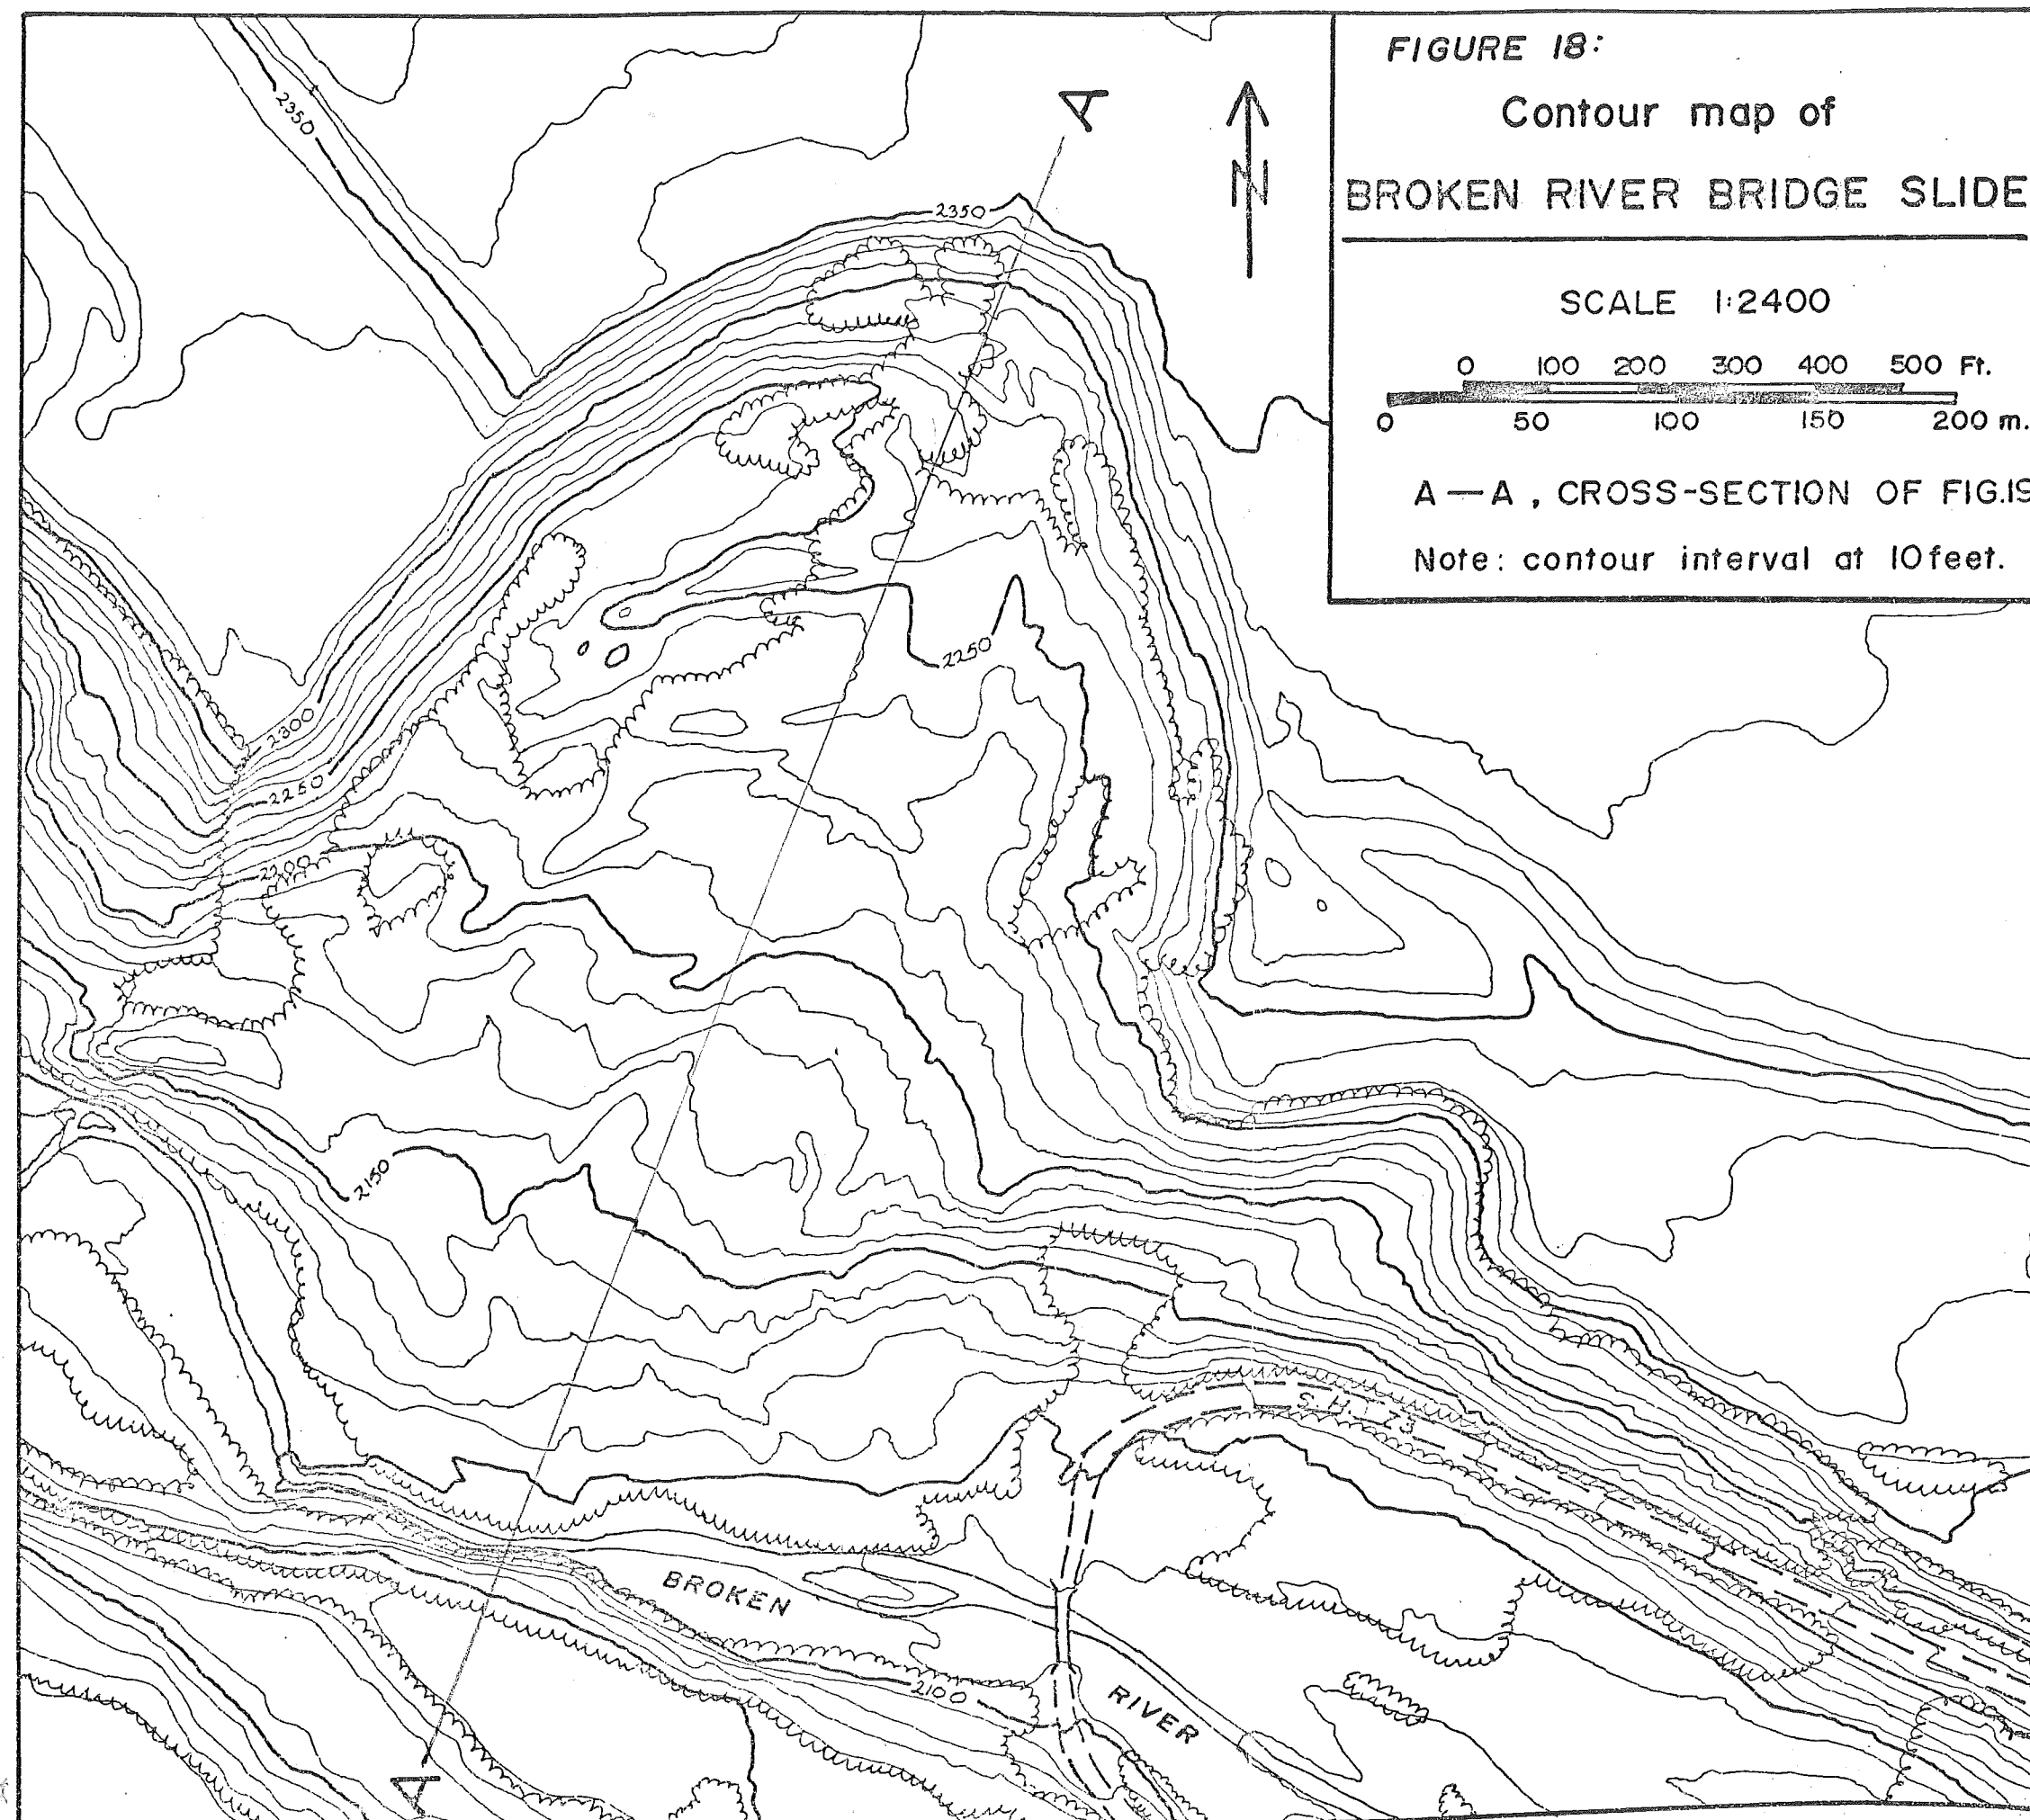 FIGURE 18:
Contour map of
BROKEN RIVER BRIDGE SLIDE
SCALE 1:2400
0 100 200 300 400 500 Ft.
0 50 100 150 200 m.
A — A , CROSS-SECTION OF FIG.19
Note: contour interval at 10 feet.
A
N
2350
2350
2250
2300
2250
2200
2150
S. H. 73
BROKEN
RIVER
2100
A